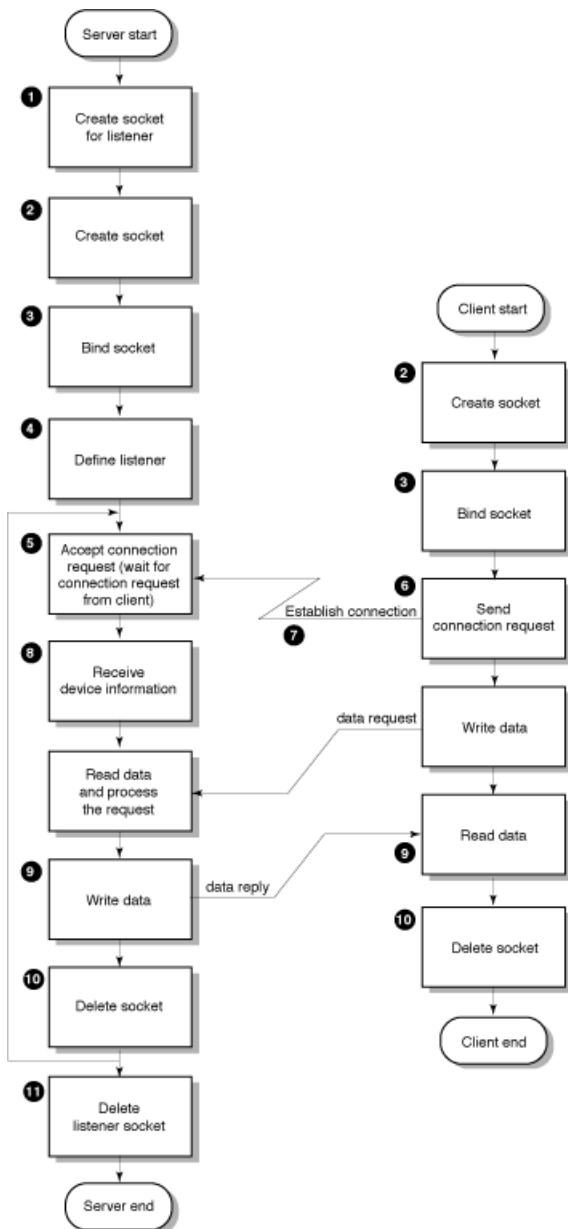 Server start
1
Create socket
for listener
2
Create socket
3
Bind socket
4
Define listener
5
Accept connection
request (wait for
connection request
from client)
8
Receive
device information
Read data
and process
the request
9
Write data
10
Delete socket
11
Delete
listener socket
Server end
Establish connection
7
data request
data reply
Client start
2
Create socket
3
Bind socket
6
Send
connection request
Write data
Read data
9
10
Delete socket
Client end